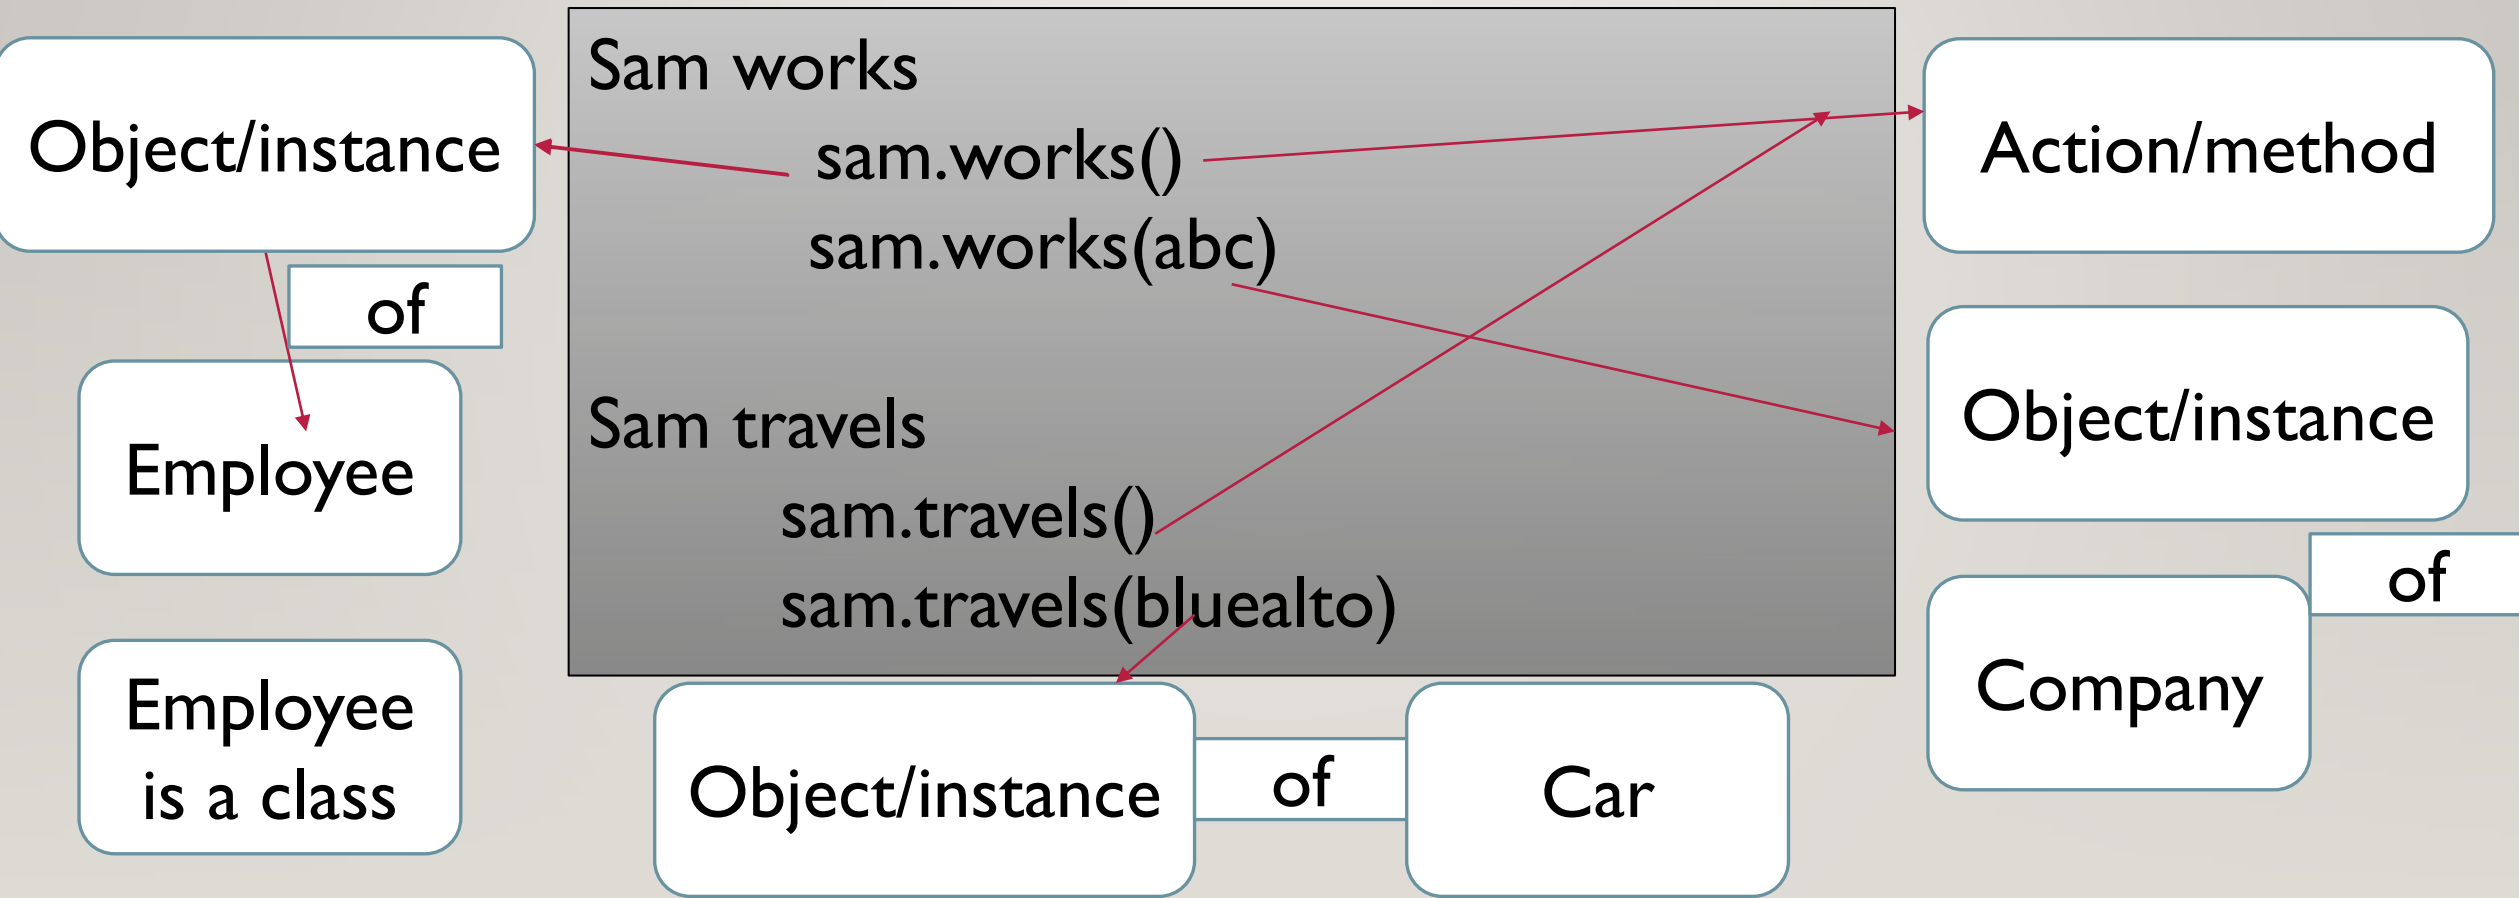 Sam works
sam.works()
sam.works(abc)
Sam travels
sam.travels()
sam.travels(bluealto)
Object/instance
of
Employee
Employee
is a class
Action/method
Object/instance
of
Company
Object/instance
of
Car